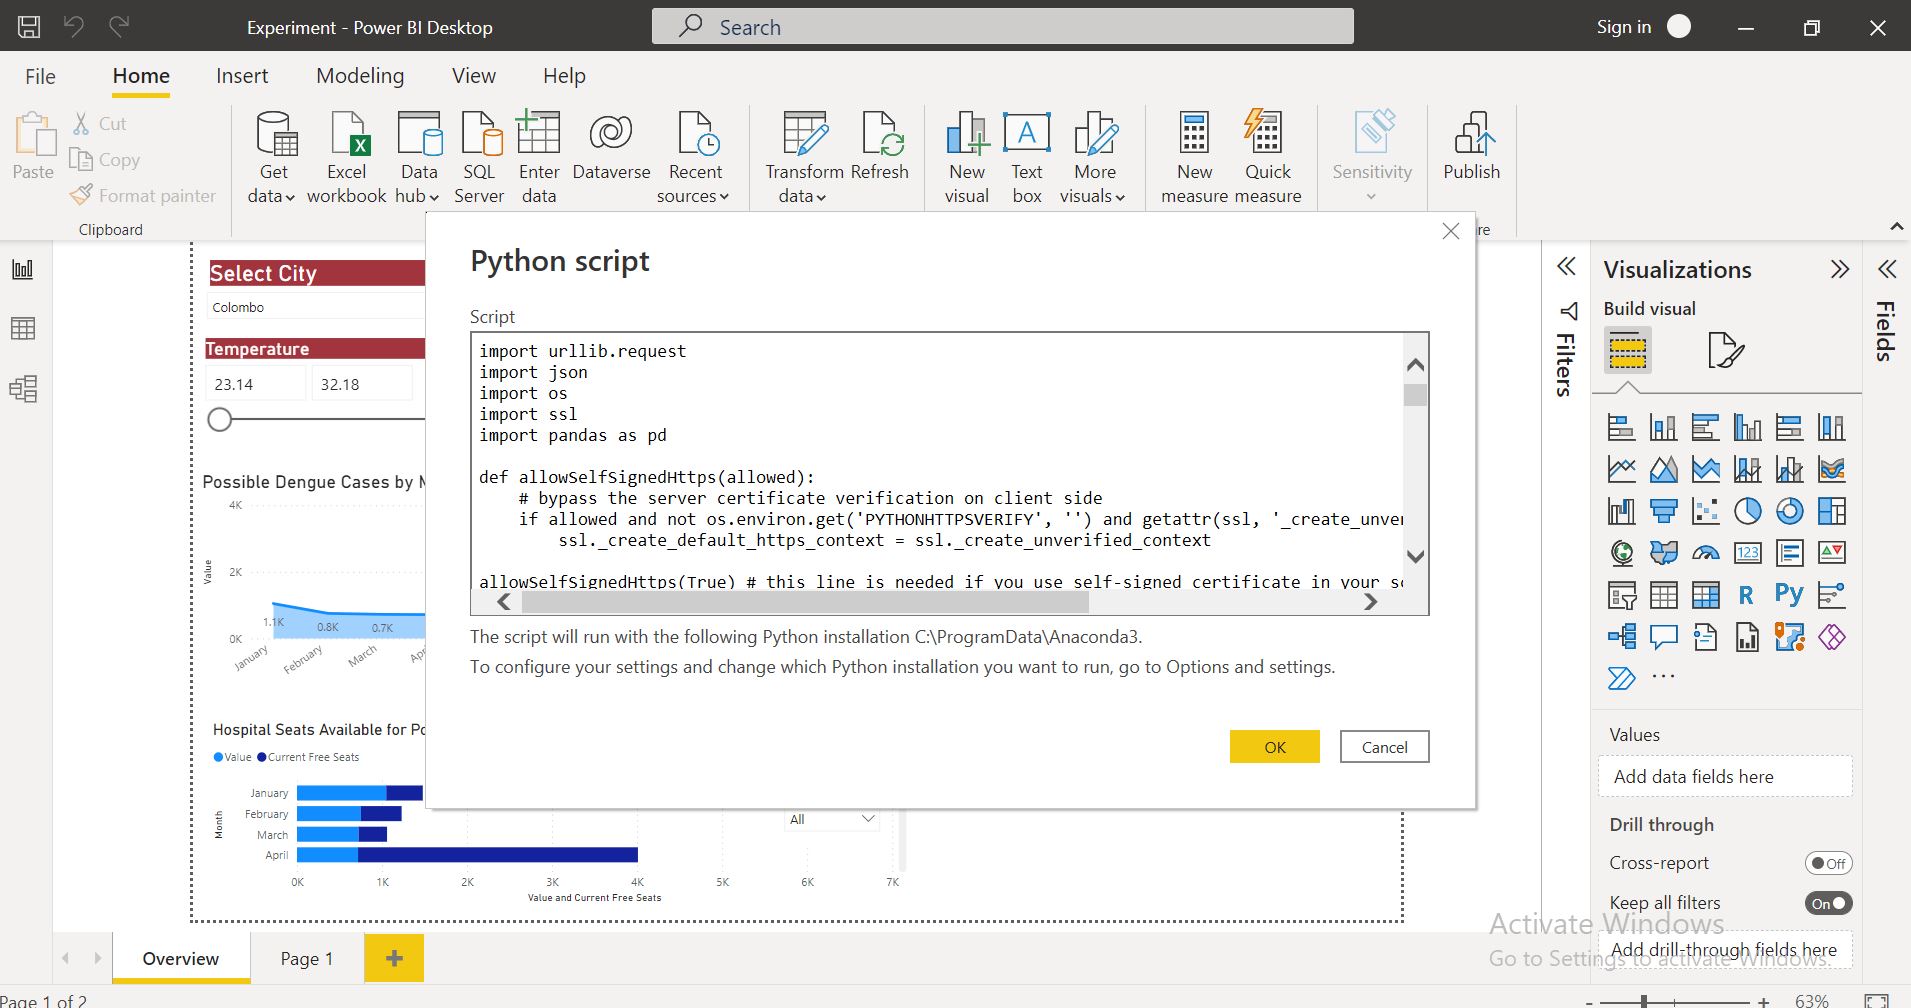 Experiment - Power BI Desktop
Search
Sign in
File
Home
Insert
Modeling
View
Help
Paste
Cut
Copy
Format painter
Clipboard
Get data
Excel workbook
Data hub
SQL Server
Enter data
Dataverse
Recent sources
Transform data
Refresh
New visual
Text box
More visuals
New measure
Quick measure
Sensitivity
Publish
re
Select City
Colombo
Temperature
23.14
32.18
Possible Dengue Cases by M
4K
2K
0K
Value
1.1K
0.8K
0.7K
January
February
March
Apr
Hospital Seats Available for Po
Value
Current Free Seats
Month
January
February
March
April
0K
1K
2K
3K
4K
5K
6K
7K
Value and Current Free Seats
All
Python script
Script
import urllib.request
import json
import os
import ssl
import pandas as pd
def allowSelfSignedHttps(allowed):
# bypass the server certificate verification on client side
if allowed and not os.environ.get('PYTHONHTTPSVERIFY', '') and getattr(ssl, '_create_unve
ssl._create_default_https_context = ssl._create_unverified_context
allowSelfSignedHttps(True) # this line is needed if you use self-signed certificate in your s
The script will run with the following Python installation C:\ProgramData\Anaconda3.
To configure your settings and change which Python installation you want to run, go to Options and settings.
OK
Cancel
Filters
Visualizations
Build visual
123
R
Py
Values
Add data fields here
Drill through
Cross-report
Off
Keep all filters
On
Add drill-through fields here
Fields
Activate Windows
Go to Settings to activate Windows.
Overview
Page 1
Page 1 of 2
63%